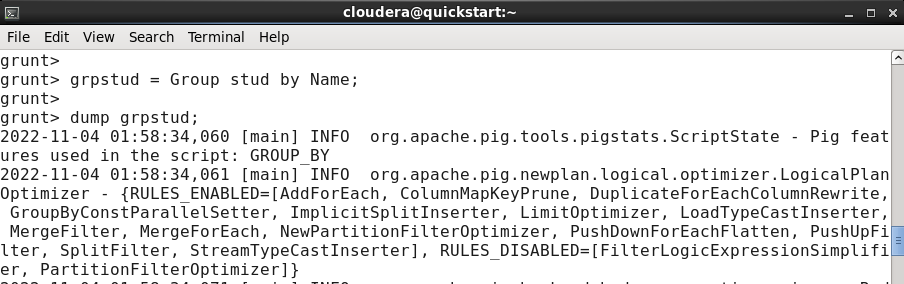 cloudera@quickstart:~
File Edit View Search Terminal Help
grunt>
grunt> grpstud = Group stud by Name;
grunt>
grunt> dump grpstud;
2022-11-04 01:58:34,060 [main] INFO  org.apache.pig.tools.pigstats.ScriptState - Pig feat
ures used in the script: GROUP_BY
2022-11-04 01:58:34,061 [main] INFO  org.apache.pig.newplan.logical.optimizer.LogicalPlan
Optimizer - {RULES_ENABLED=[AddForEach, ColumnMapKeyPrune, DuplicateForEachColumnRewrite,
 GroupByConstParallelSetter, ImplicitSplitInserter, LimitOptimizer, LoadTypeCastInserter,
 MergeFilter, MergeForEach, NewPartitionFilterOptimizer, PushDownForEachFlatten, PushUpFi
lter, SplitFilter, StreamTypeCastInserter], RULES_DISABLED=[FilterLogicExpressionSimplifi
er, PartitionFilterOptimizer]}